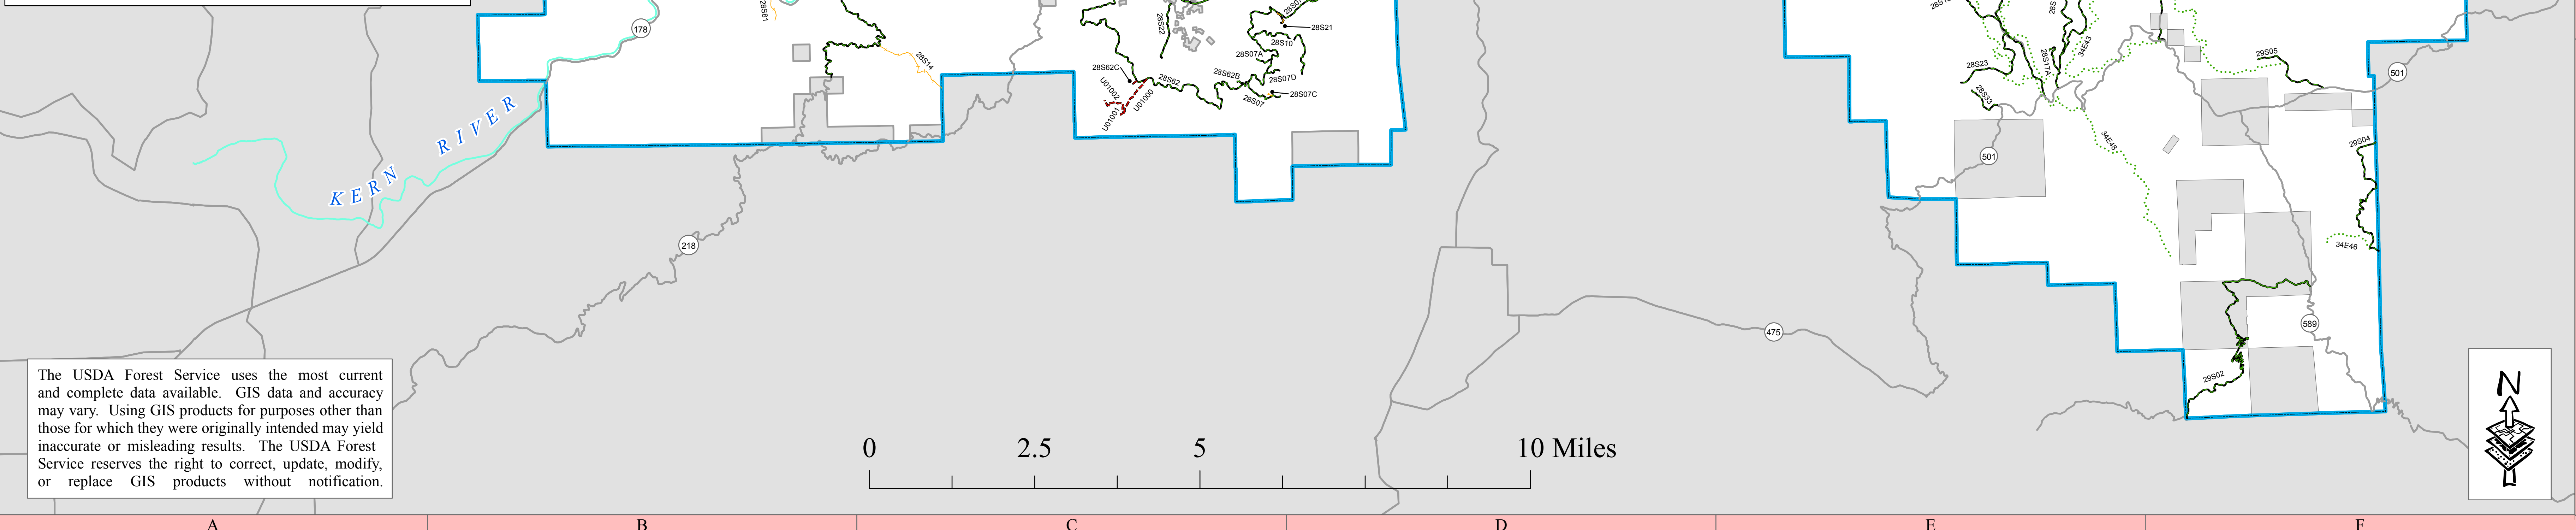 178
28S81
28S14
28S22
28S21
28S10
28S07A
28S62C
28S62
28S62B
28S07D
28S07
28S07C
U01002
U01000
U01001
28S23
28S33
28S17A
34E43
29S05
501
KERN RIVER
501
34E48
29S04
34E46
218
475
589
29S02
The USDA Forest Service uses the most current
and complete data available. GIS data and accuracy
may vary. Using GIS products for purposes other than
those for which they were originally intended may yield
inaccurate or misleading results. The USDA Forest
Service reserves the right to correct, update, modify,
or replace GIS products without notification.
0 2.5 5 10 Miles
N
A B C D E F